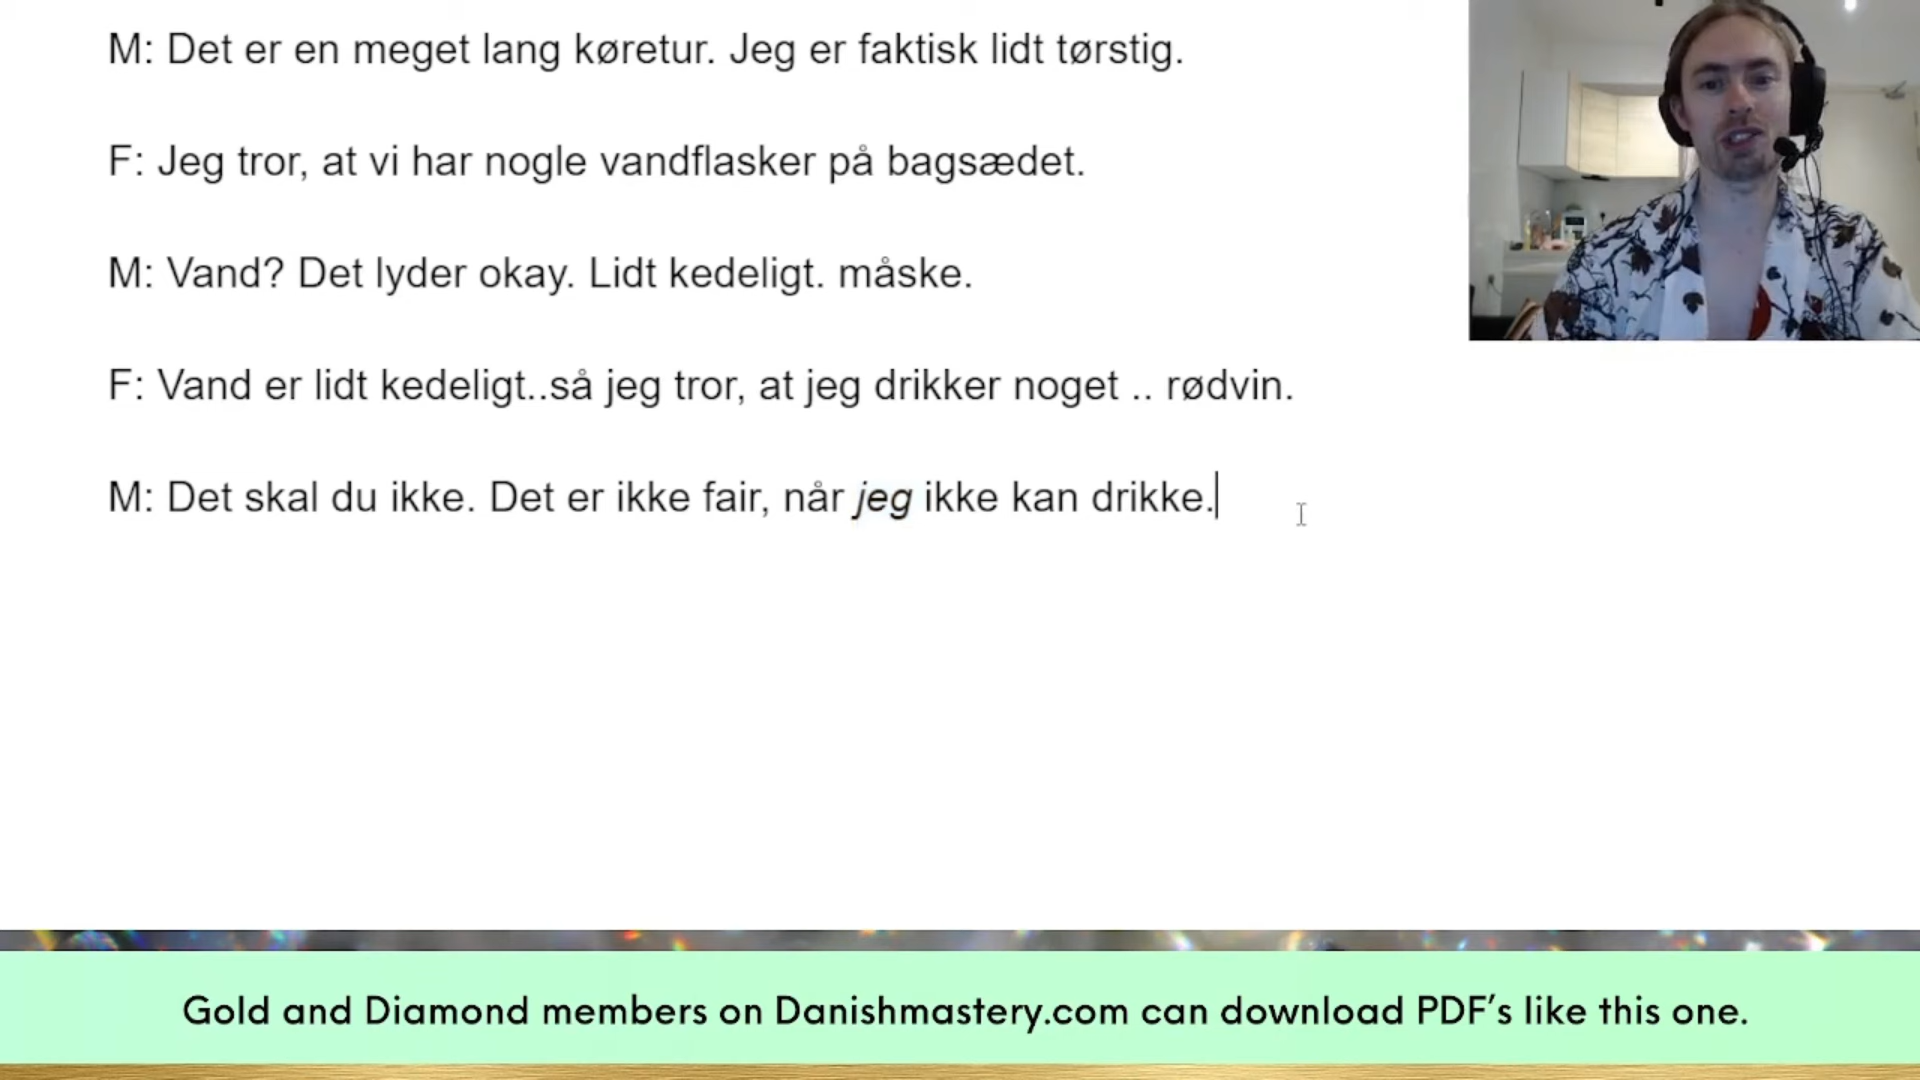 M: Det er en meget lang køretur. Jeg er faktisk lidt tørstig.
F: Jeg tror, at vi har nogle vandflasker på bagsædet.
M: Vand? Det lyder okay. Lidt kedeligt. måske.
F: Vand er lidt kedeligt..så jeg tror, at jeg drikker noget .. rødvin.
M: Det skal du ikke. Det er ikke fair, når jeg ikke kan drikke.
Gold and Diamond members on Danishmastery.com can download PDF’s like this one.